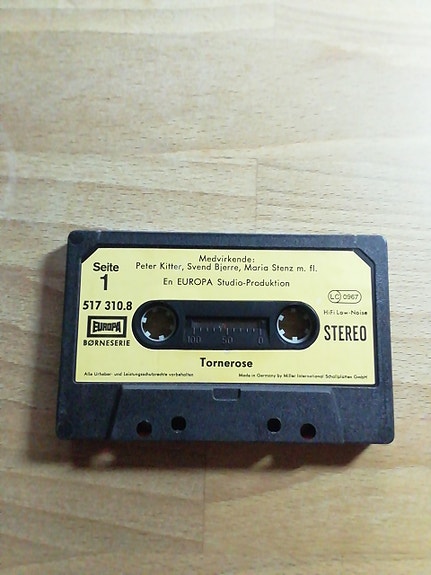 Medvirkende:
Peter Kitter, Svend Bjerre, Maria Stenz m. fl.
En EUROPA Studio-Produktion
Seite
1
517 310.8
EUROPA
BØRNESERIE
LC 0967
HiFi Low-Noise
STEREO
100 50 0
Tornerose
Alle Urheber- und Leistungsschutzrechte vorbehalten
Made in Germany by Miller International Schallplatten GmbH